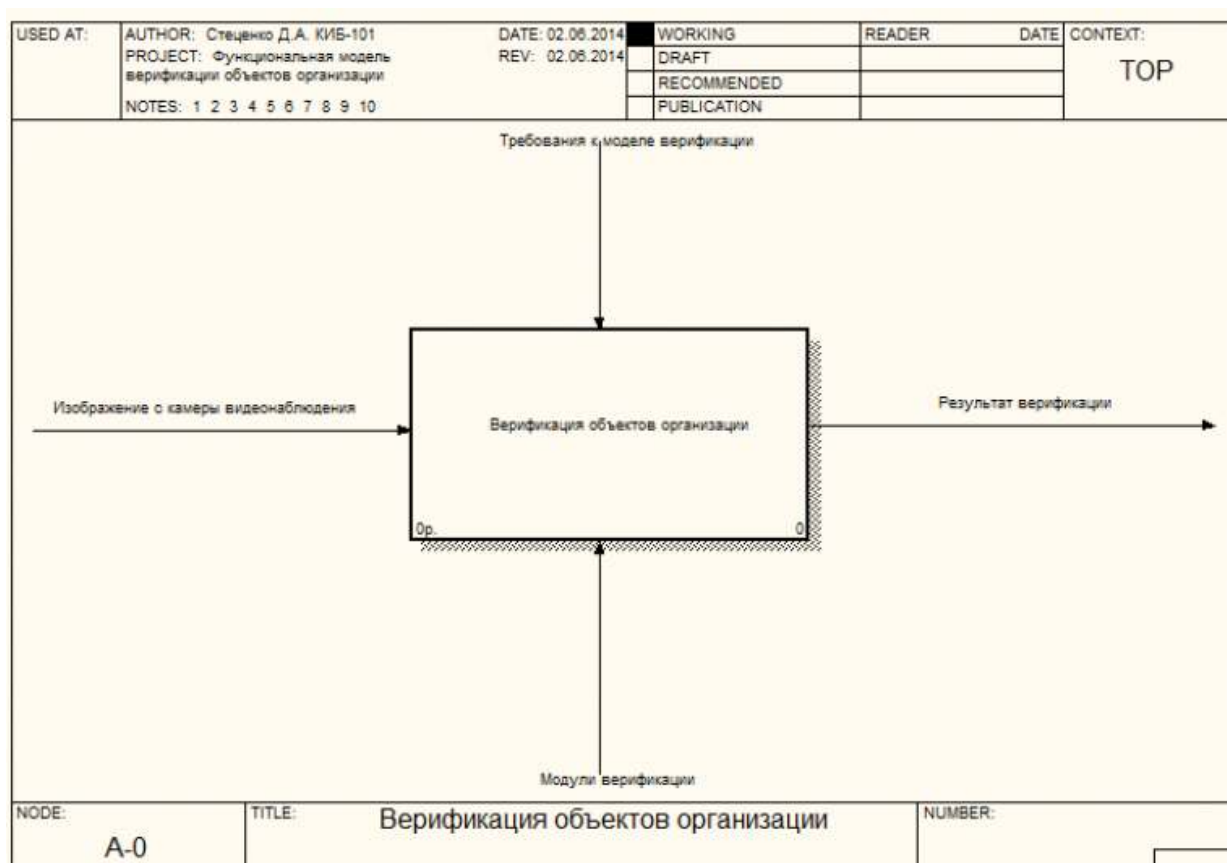 USED AT:
AUTHOR: Стеценко Д.А. КИБ-101
DATE: 02.06.2014
PROJECT: Функциональная модель
верификации объектов организации
REV: 02.06.2014
NOTES: 1 2 3 4 5 6 7 8 9 10
WORKING
DRAFT
RECOMMENDED
PUBLICATION
READER DATE
CONTEXT:
TOP
Требования к моделе верификации
Изображение с камеры видеонаблюдения
Верификация объектов организации
0р. 0
Результат верификации
Модули верификации
NODE:
A-0
TITLE:
Верификация объектов организации
NUMBER: